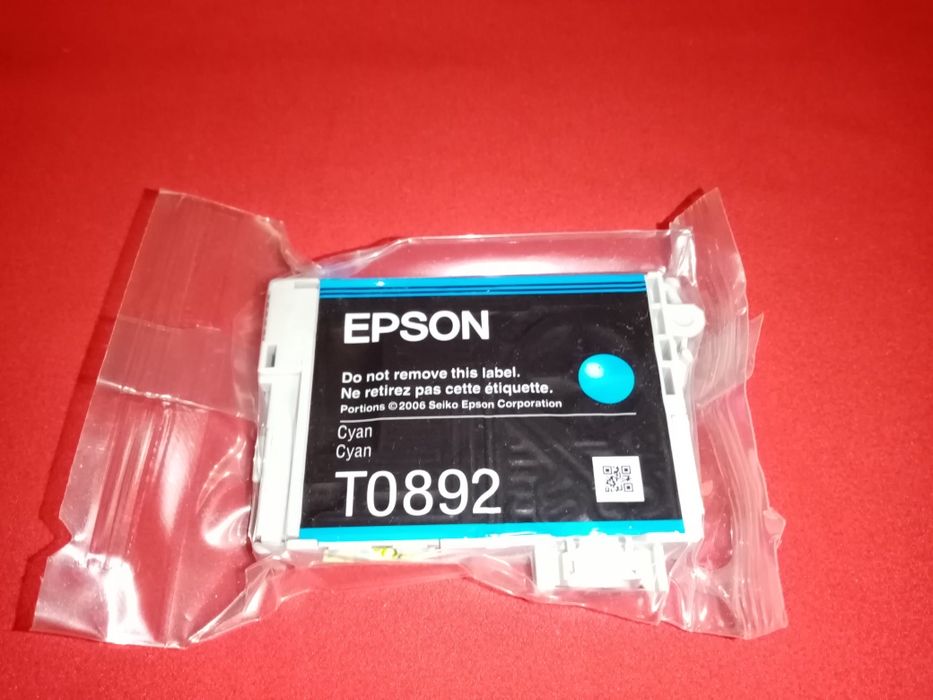 EPSON
Do not remove this label.
Ne retirez pas cette étiquette.
Portions ©2006 Seiko Epson Corporation
Cyan
Cyan
T0892